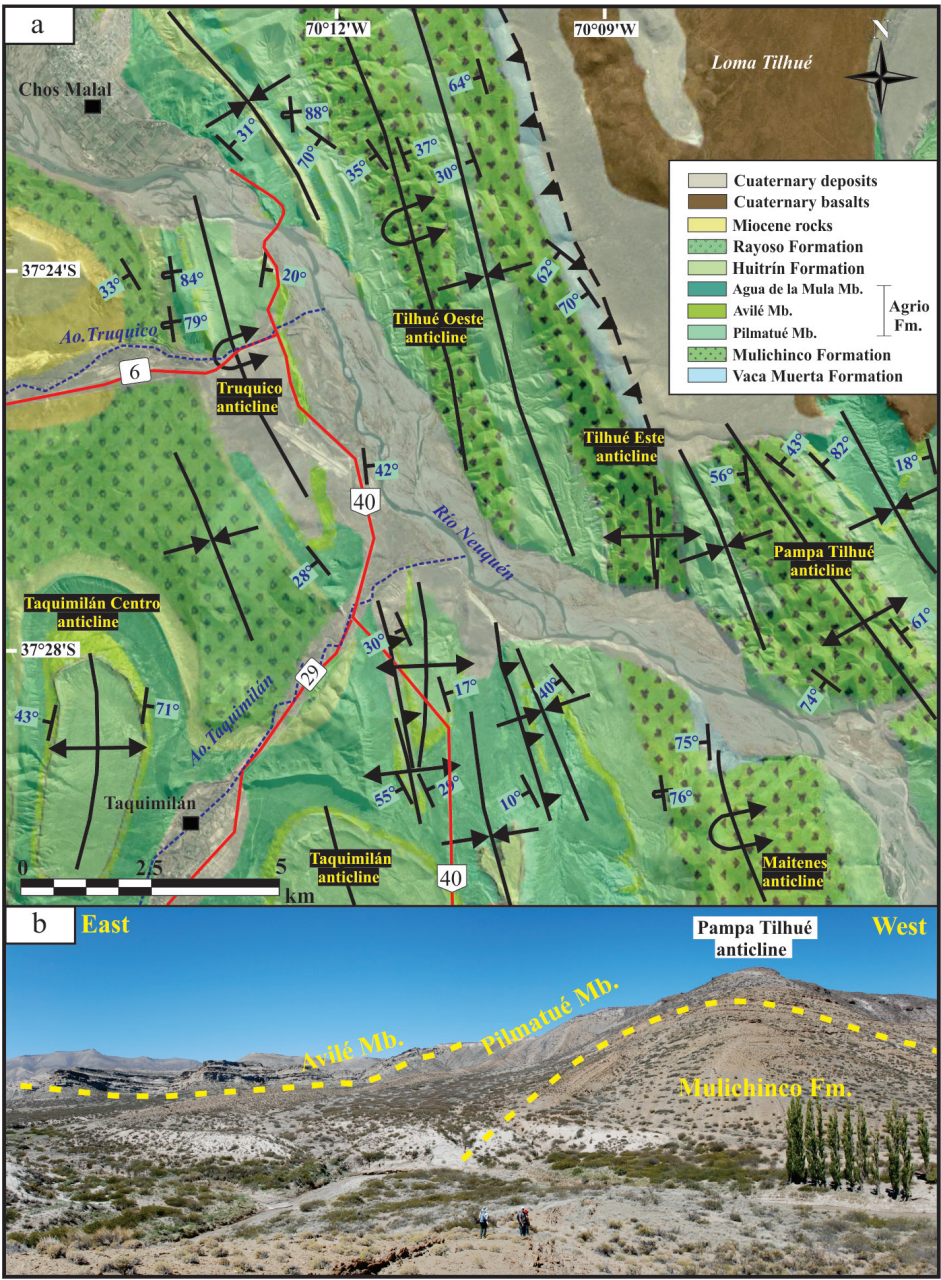 a
70°12'W
70°09'W
N
Loma Tilhué
Chos Malal
64°
88°
31°
70°
37°
35°
30°
Cuaternary deposits
Cuaternary basalts
Miocene rocks
Rayoso Formation
Huitrín Formation
Agua de la Mula Mb.
Avilé Mb.
Pilmatué Mb.
Agrio
Fm.
Mulichinco Formation
Vaca Muerta Formation
37°24'S
33°
84°
20°
62°
70°
79°
Ao.Truquico
Tilhué Oeste
anticline
6
Truquico
anticline
Tilhué Este
anticline
42°
40
56°
43°
82°
18°
Río Neuquén
Pampa Tilhué
anticline
28°
Taquimilán Centro
anticline
61°
37°28'S
30°
29
17°
40°
74°
43°
71°
Ao.Taquimilán
75°
55°
29°
10°
76°
Taquimilán
Taquimilán
anticline
Maitenes
anticline
0
2.5
5
km
40
b
East
Pampa Tilhué
anticline
West
Avilé Mb.
Pilmatué Mb.
Mulichinco Fm.